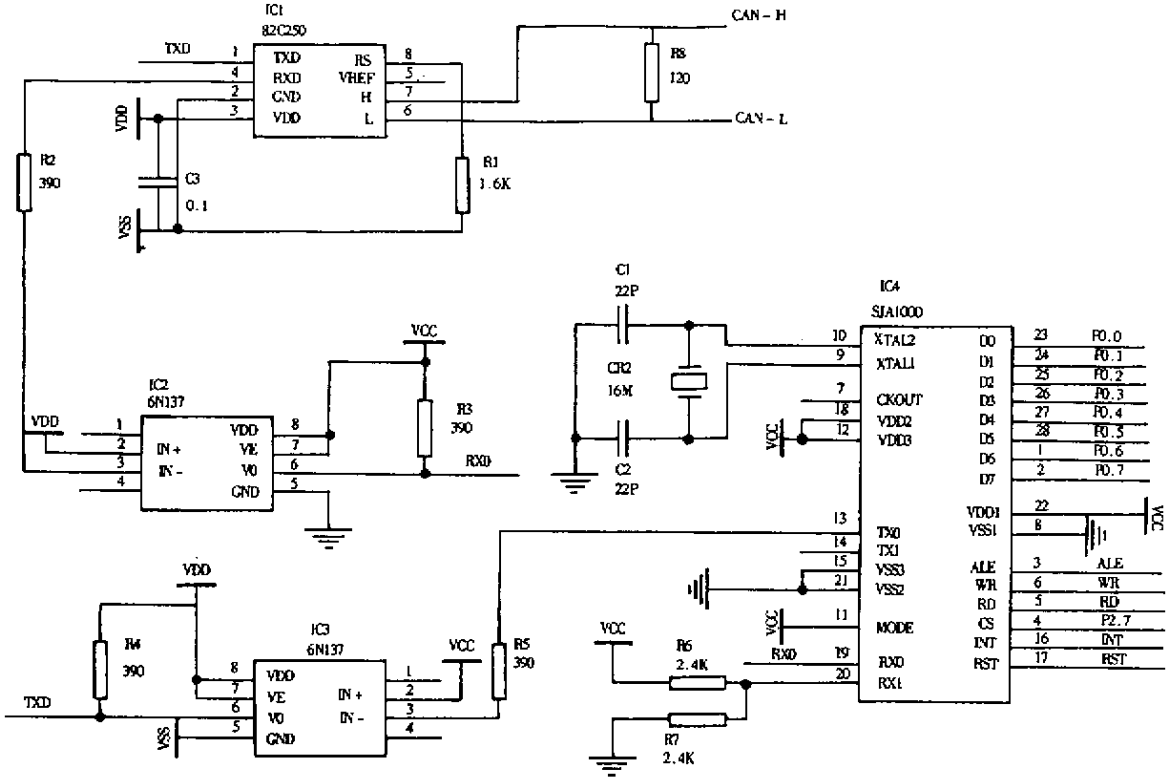 IC1
82C250
CAN-H
TXD
1 TXD RS 8
4 RXD VREF 5
2 GND H 7
3 VDD L 6
R8
120
CAN-L
VDD
R2
390
C3
0.1
R1
1.6K
VSS
C1
22P
IC4
SJA1000
VCC
10 XTAL2 D0 23 P0.0
9 XTAL1 D1 24 P0.1
CR2
16M
D2 25 P0.2
7 CKOUT D3 26 P0.3
18 VDD2 D4 27 P0.4
12 VDD3 D5 28 P0.5
VCC
D6 1 P0.6
D7 2 P0.7
C2
22P
IC2
6N137
R3
390
VDD
1 VDD 8
2 IN+ VE 7
3 IN- V0 6 RX0
4 GND 5
VDD1 22
VCC
13 TX0 VSS1 8
14 TX1
15 VSS3 ALE 3 ALE
21 VSS2 WR 6 WR
RD 5 RD
11 MODE CS 4 P2.7
VCC
INT 16 INT
RX0 19 RX0 RST 17 RST
20 RX1
VDD
R4
390
IC3
6N137
VCC
R5
390
VCC
R6
2.4K
8 VDD 1
7 VE IN+ 2
TXD 6 V0 IN- 3
5 GND 4
VSS
R7
2.4K